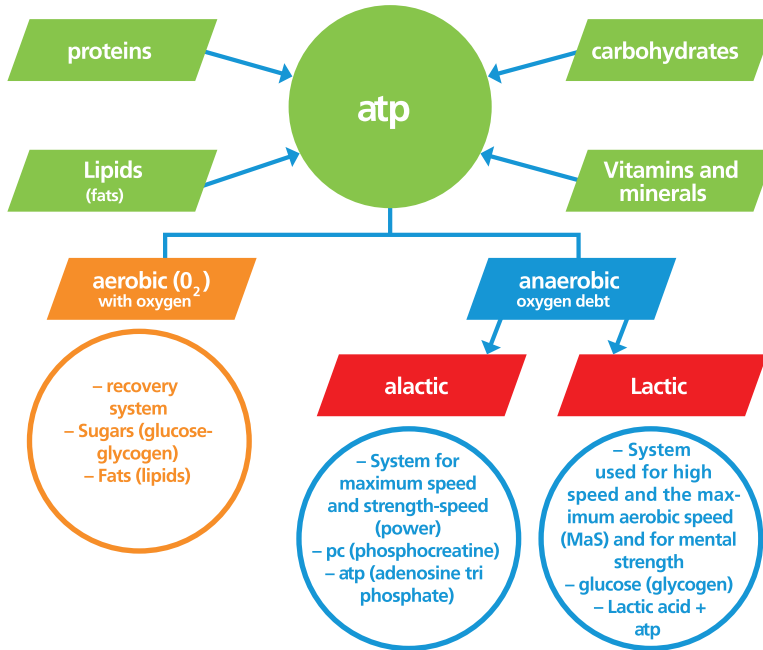 proteins
carbohydrates
atp
Lipids
(fats)
Vitamins and
minerals
aerobic (0₂)
with oxygen
anaerobic
oxygen debt
alactic
Lactic
– recovery
system
– Sugars (glucose-
glycogen)
– Fats (lipids)
– System for
maximum speed
and strength-speed
(power)
– pc (phosphocreatine)
– atp (adenosine tri
phosphate)
– System
used for high
speed and the max-
imum aerobic speed
(MaS) and for mental
strength
– glucose (glycogen)
– Lactic acid +
atp